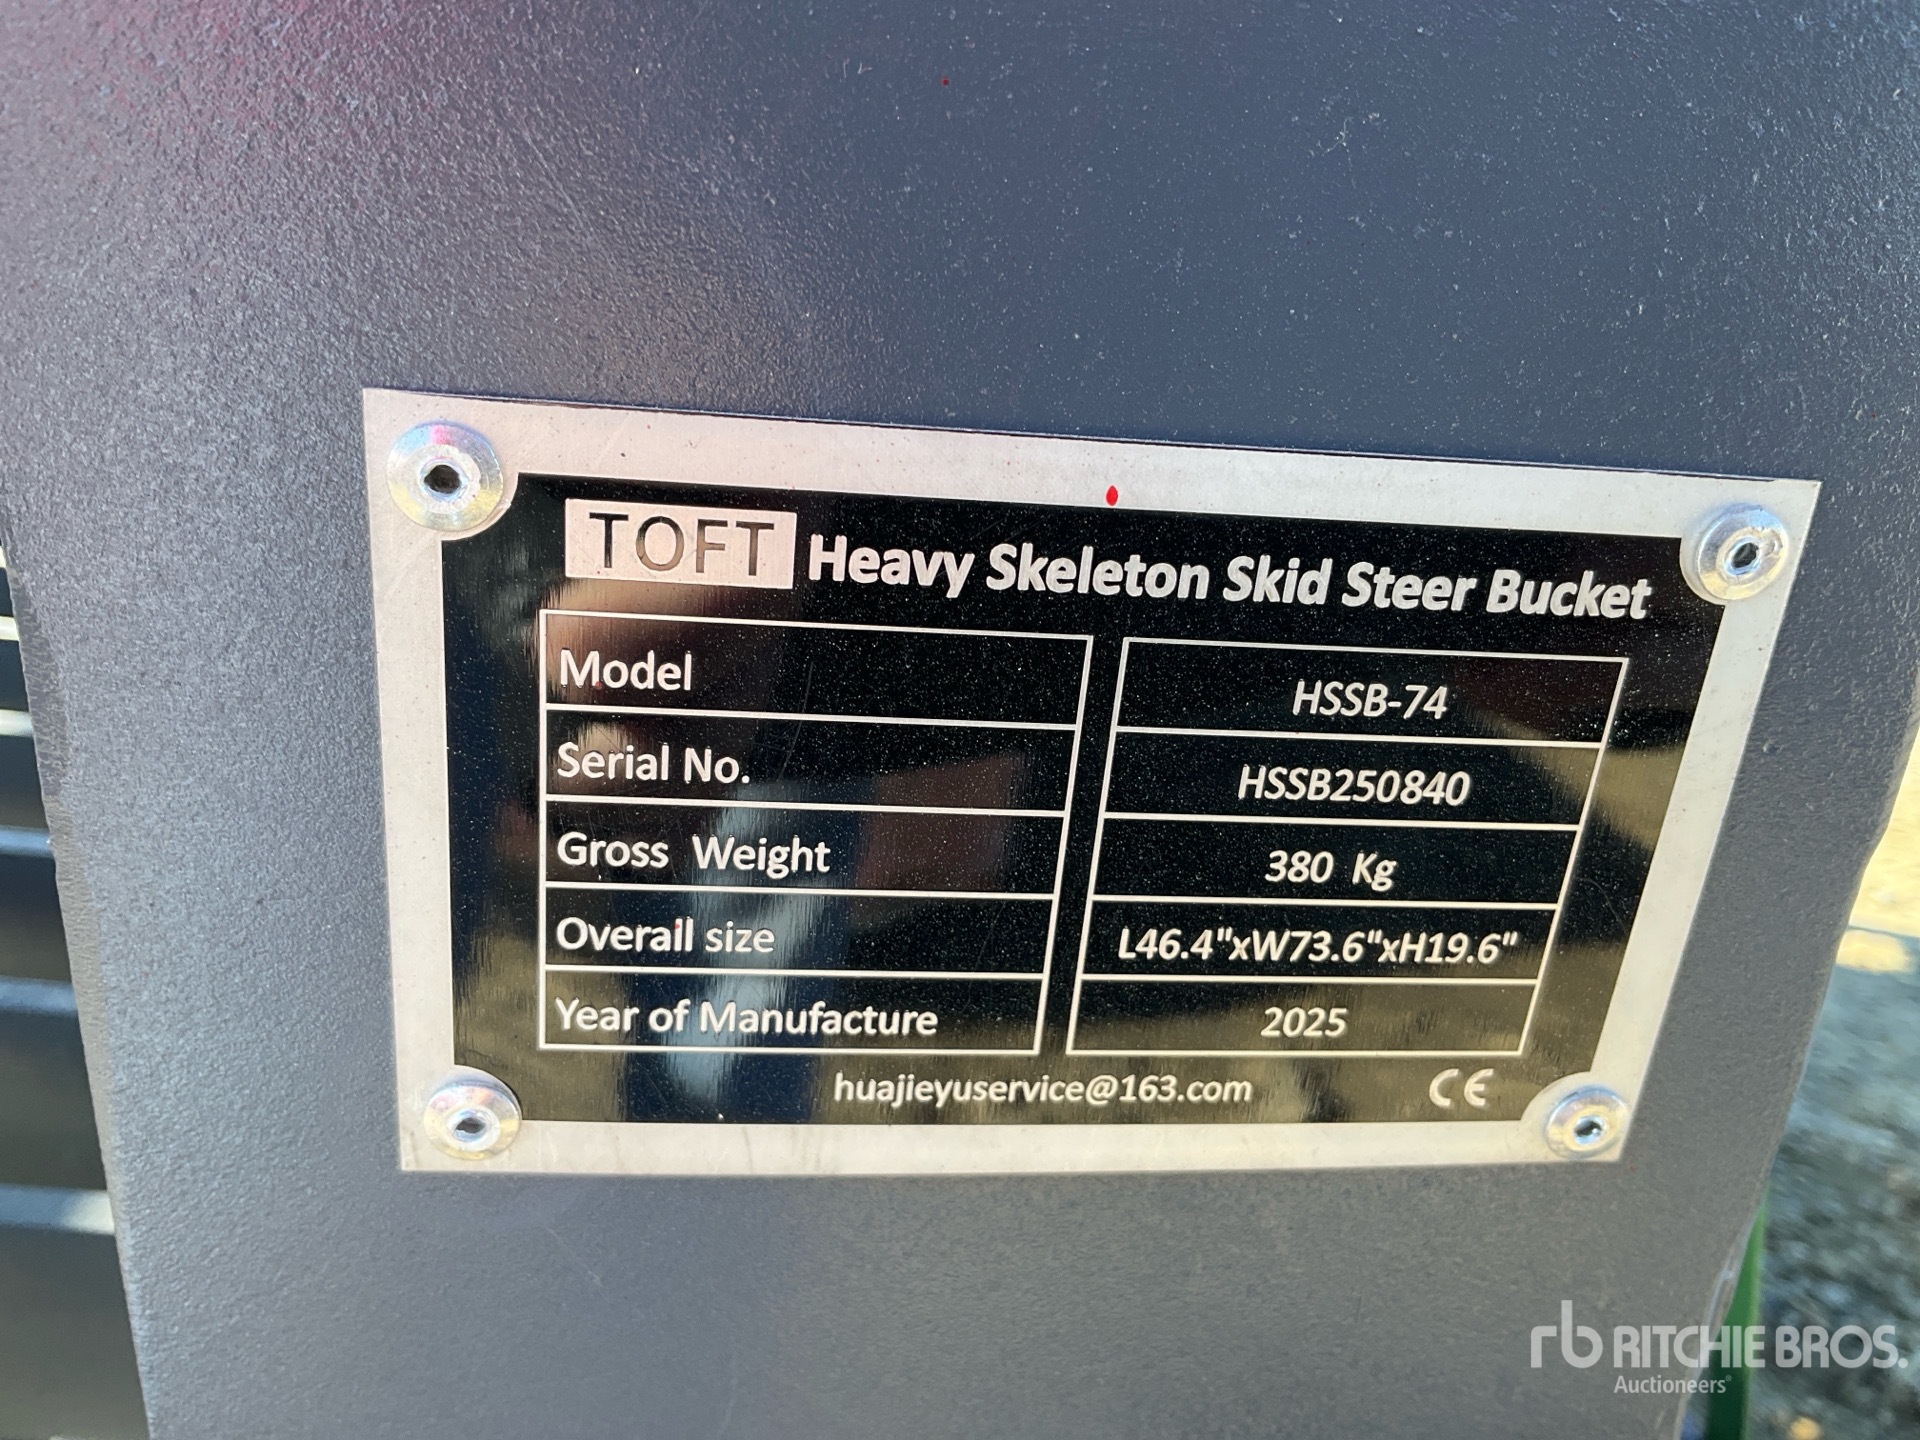 TOFT Heavy Skeleton Skid Steer Bucket
Model HSSB-74
Serial No. HSSB250840
Gross Weight 380 Kg
Overall size L46.4"xW73.6"xH19.6"
Year of Manufacture 2025
huajieyuservice@163.com CE
rb RITCHIE BROS.
Auctioneers®